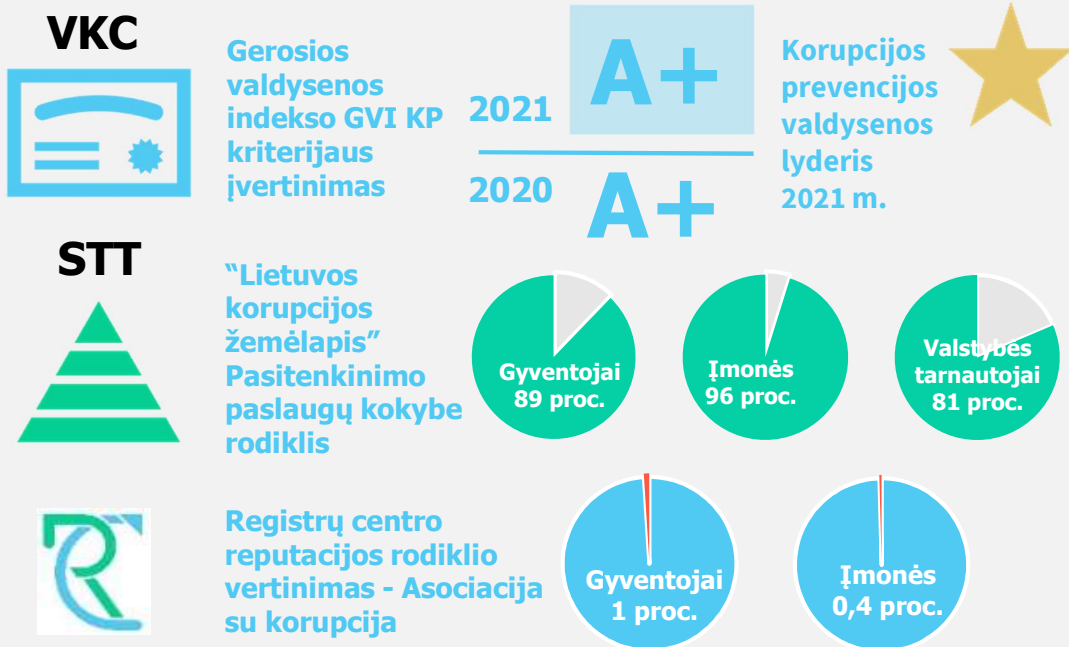 VKC
Gerosios
valdysenos
indekso GVI KP
kriterijaus
įvertinimas
2021
A+
2020
A+
Korupcijos
prevencijos
valdysenos
lyderis
2021 m.
STT
“Lietuvos
korupcijos
žemėlapis”
Pasitenkinimo
paslaugų kokybe
rodiklis
Gyventojai
89 proc.
Įmonės
96 proc.
Valstybės
tarnautojai
81 proc.
Registrų centro
reputacijos rodiklio
vertinimas - Asociacija
su korupcija
Gyventojai
1 proc.
Įmonės
0,4 proc.